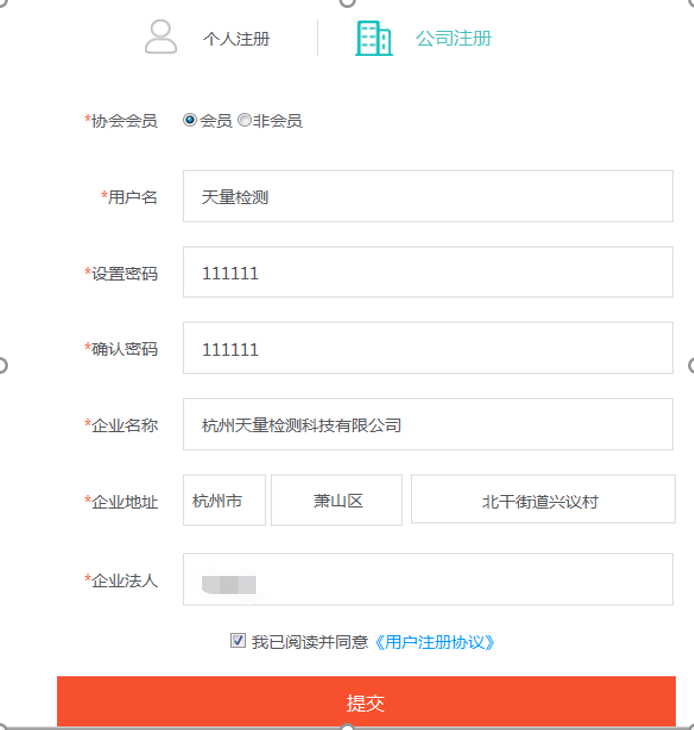 个人注册 公司注册
*协会会员 会员 非会员
*用户名 天量检测
*设置密码 111111
*确认密码 111111
*企业名称 杭州天量检测科技有限公司
*企业地址 杭州市 萧山区 北干街道兴议村
*企业法人
我已阅读并同意《用户注册协议》
提交